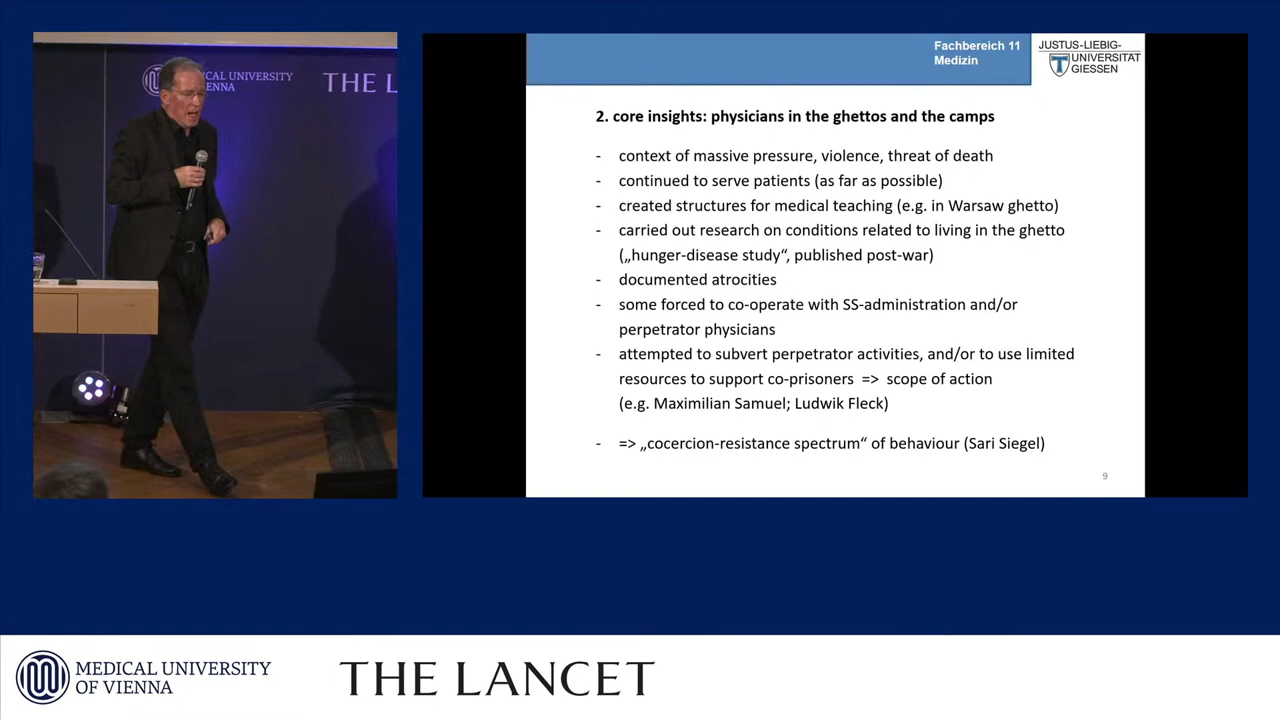 CAL UNIVERSITY
ENNA
THE L
Fachbereich 11
Medizin
JUSTUS-LIEBIG-
UNIVERSITAT
GIESSEN
2. core insights: physicians in the ghettos and the camps
- context of massive pressure, violence, threat of death
- continued to serve patients (as far as possible)
- created structures for medical teaching (e.g. in Warsaw ghetto)
- carried out research on conditions related to living in the ghetto
(„hunger-disease study“, published post-war)
- documented atrocities
- some forced to co-operate with SS-administration and/or
perpetrator physicians
- attempted to subvert perpetrator activities, and/or to use limited
resources to support co-prisoners => scope of action
(e.g. Maximilian Samuel; Ludwik Fleck)
- => „cocercion-resistance spectrum“ of behaviour (Sari Siegel)
9
MEDICAL UNIVERSITY
OF VIENNA
THE LANCET